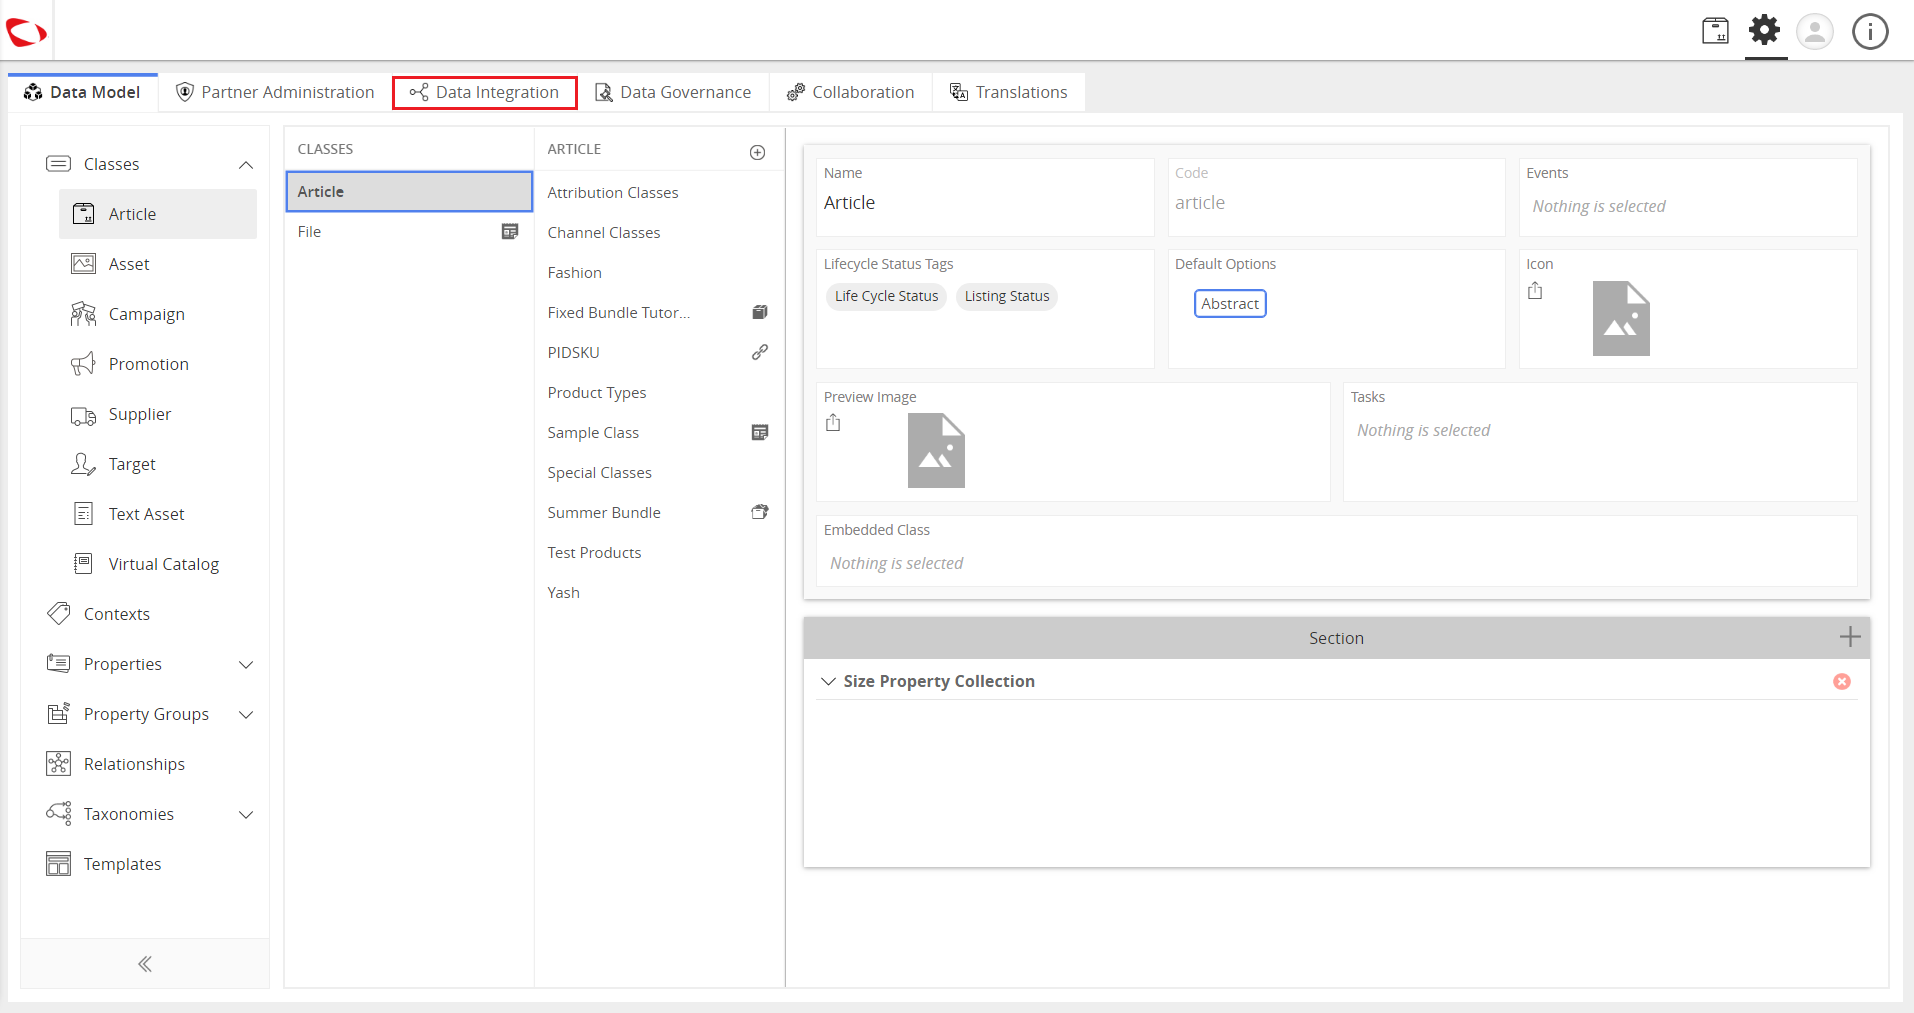 Data Model
Partner Administration
Data Integration
Data Governance
Collaboration
Translations
Classes
Article
Asset
Campaign
Promotion
Supplier
Target
Text Asset
Virtual Catalog
Contexts
Properties
Property Groups
Relationships
Taxonomies
Templates
CLASSES
Article
File
ARTICLE
Attribution Classes
Channel Classes
Fashion
Fixed Bundle Tutor...
PIDSKU
Product Types
Sample Class
Special Classes
Summer Bundle
Test Products
Yash
Name
Article
Code
article
Events
Nothing is selected
Lifecycle Status Tags
Life Cycle Status Listing Status
Default Options
Abstract
Icon
Preview Image
Tasks
Nothing is selected
Embedded Class
Nothing is selected
Section
Size Property Collection